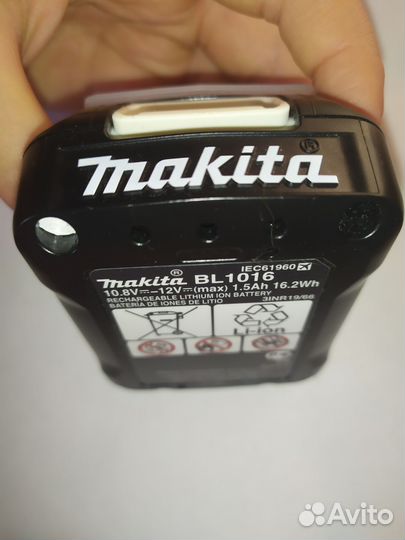 makita®
makita® BL1016 IEC61960
10.8V⎓-12V⎓(max) 1.5Ah 16.2Wh
RECHARGEABLE LITHIUM ION BATTERY 3INR19/66
BATERIA DE IONES DE LITIO
Li-ion
Avito